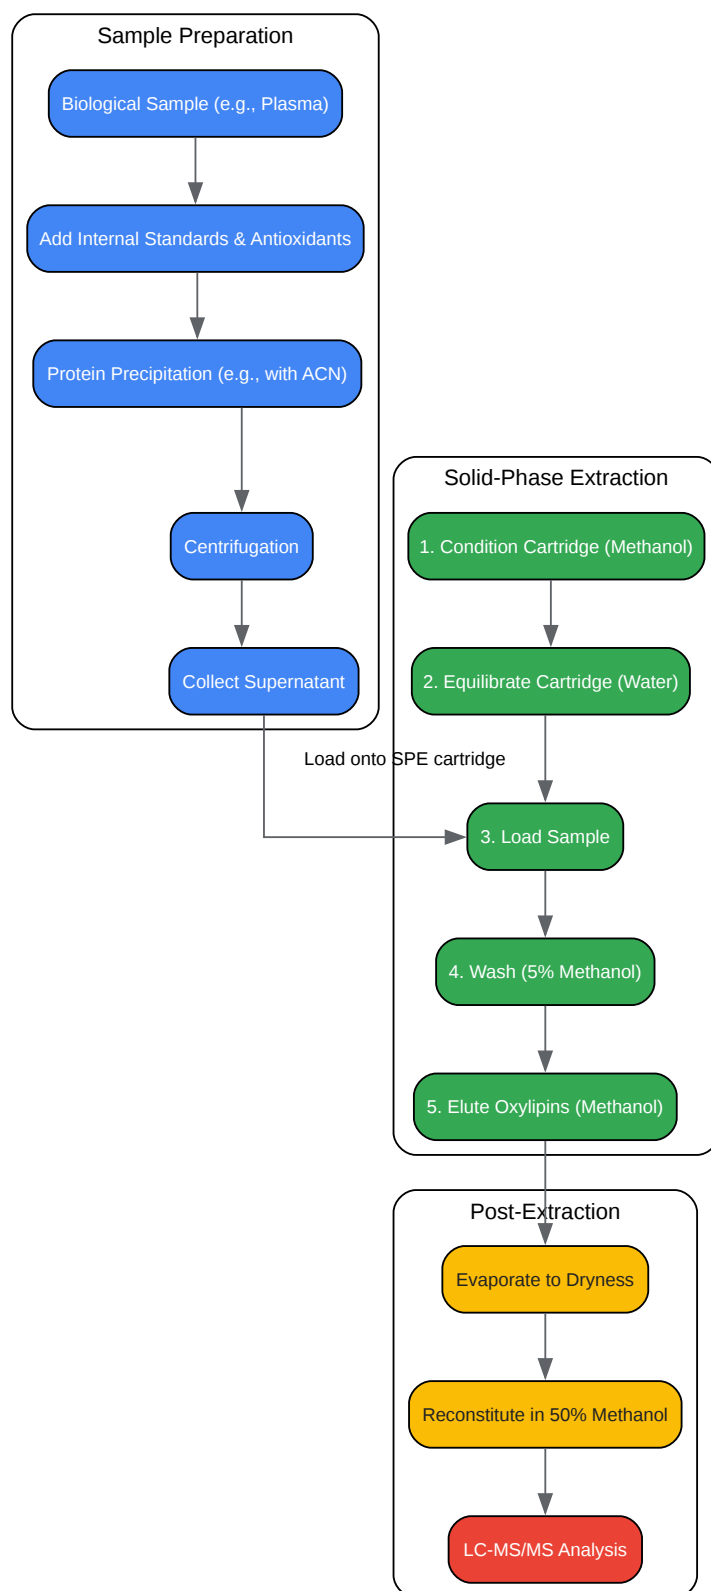 Sample Preparation
Biological Sample (e.g., Plasma)
Add Internal Standards & Antioxidants
Protein Precipitation (e.g., with ACN)
Centrifugation
Collect Supernatant
Load onto SPE cartridge
Solid-Phase Extraction
1. Condition Cartridge (Methanol)
2. Equilibrate Cartridge (Water)
3. Load Sample
4. Wash (5% Methanol)
5. Elute Oxylipins (Methanol)
Post-Extraction
Evaporate to Dryness
Reconstitute in 50% Methanol
LC-MS/MS Analysis